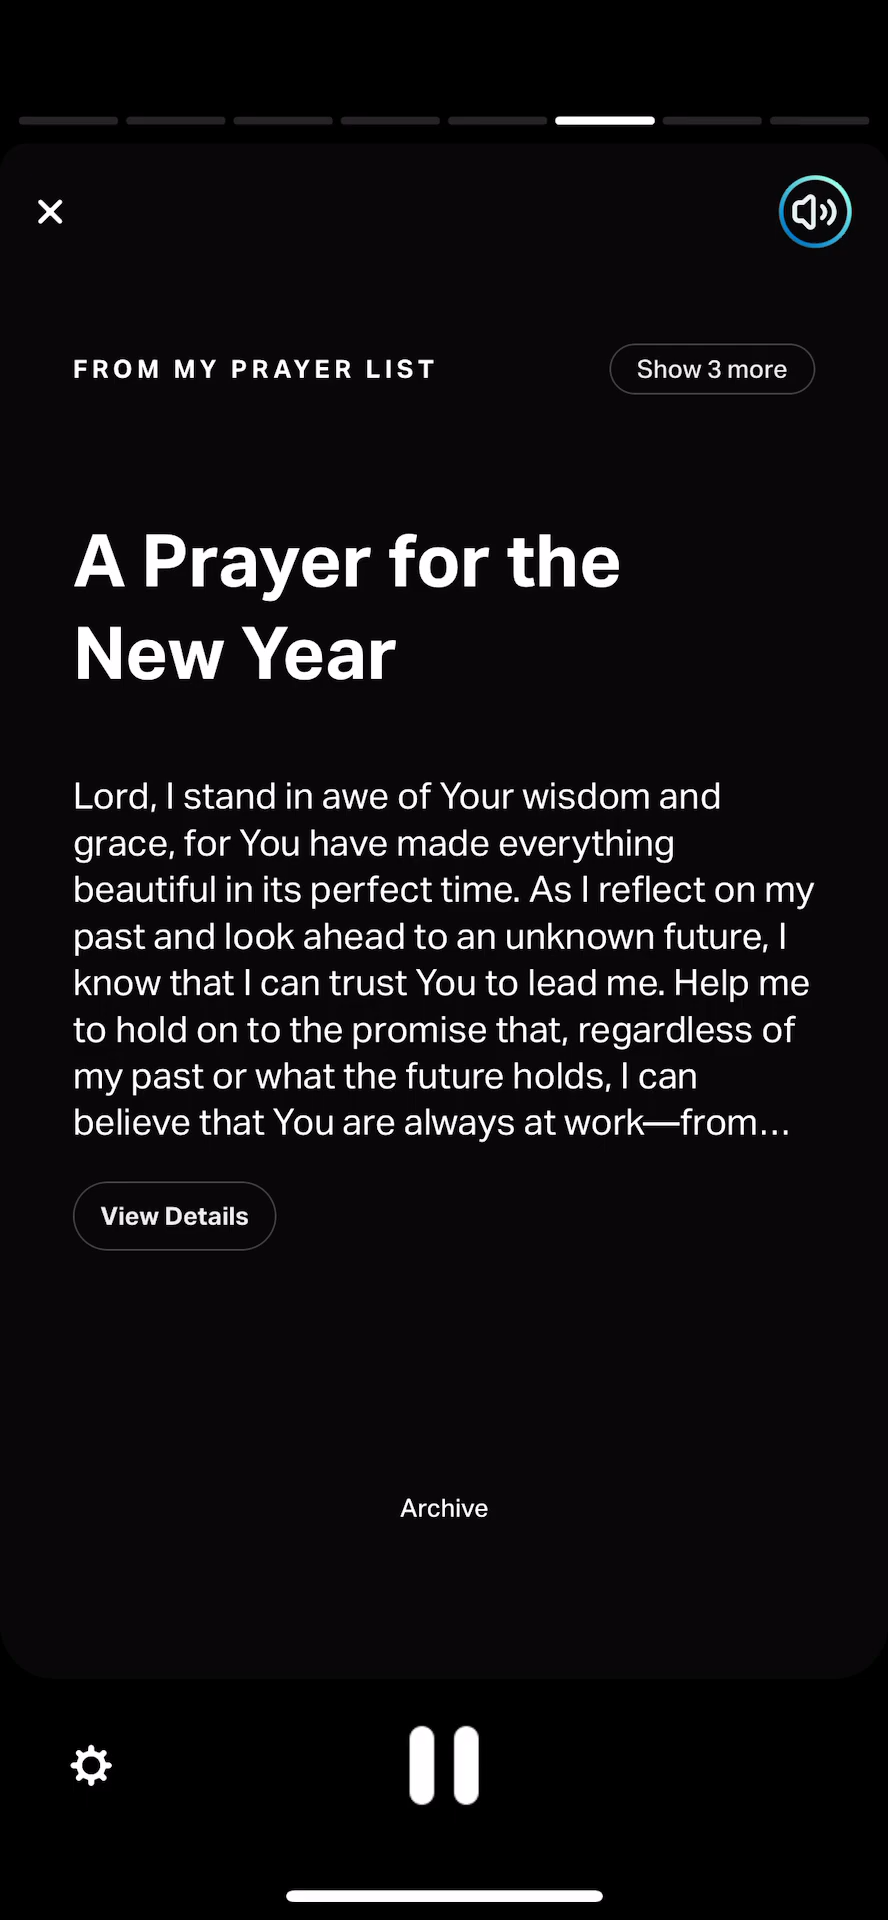 FROM MY PRAYER LIST
Show 3 more
A Prayer for the
New Year
Lord, I stand in awe of Your wisdom and
grace, for You have made everything
beautiful in its perfect time. As I reflect on my
past and look ahead to an unknown future, I
know that I can trust You to lead me. Help me
to hold on to the promise that, regardless of
my past or what the future holds, I can
believe that You are always at work—from...
View Details
Archive